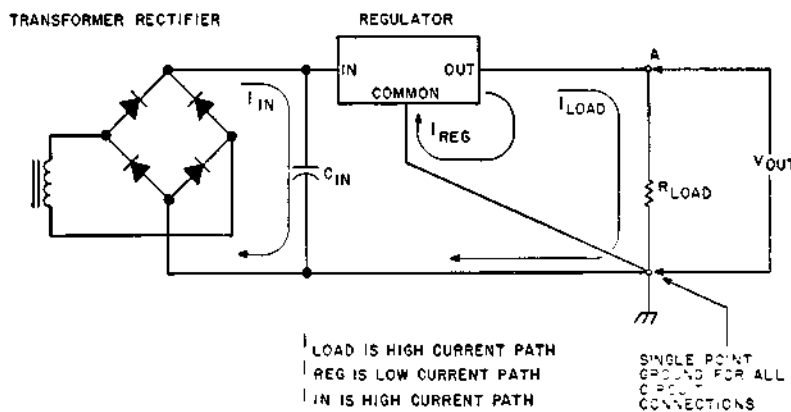 TRANSFORMER RECTIFIER
REGULATOR
IN
OUT
COMMON
A
I IN
I REG
I LOAD
C IN
R LOAD
V OUT
I LOAD IS HIGH CURRENT PATH
I REG IS LOW CURRENT PATH
I IN IS HIGH CURRENT PATH
SINGLE POINT
GROUND FOR ALL
CIRCUIT
CONNECTIONS